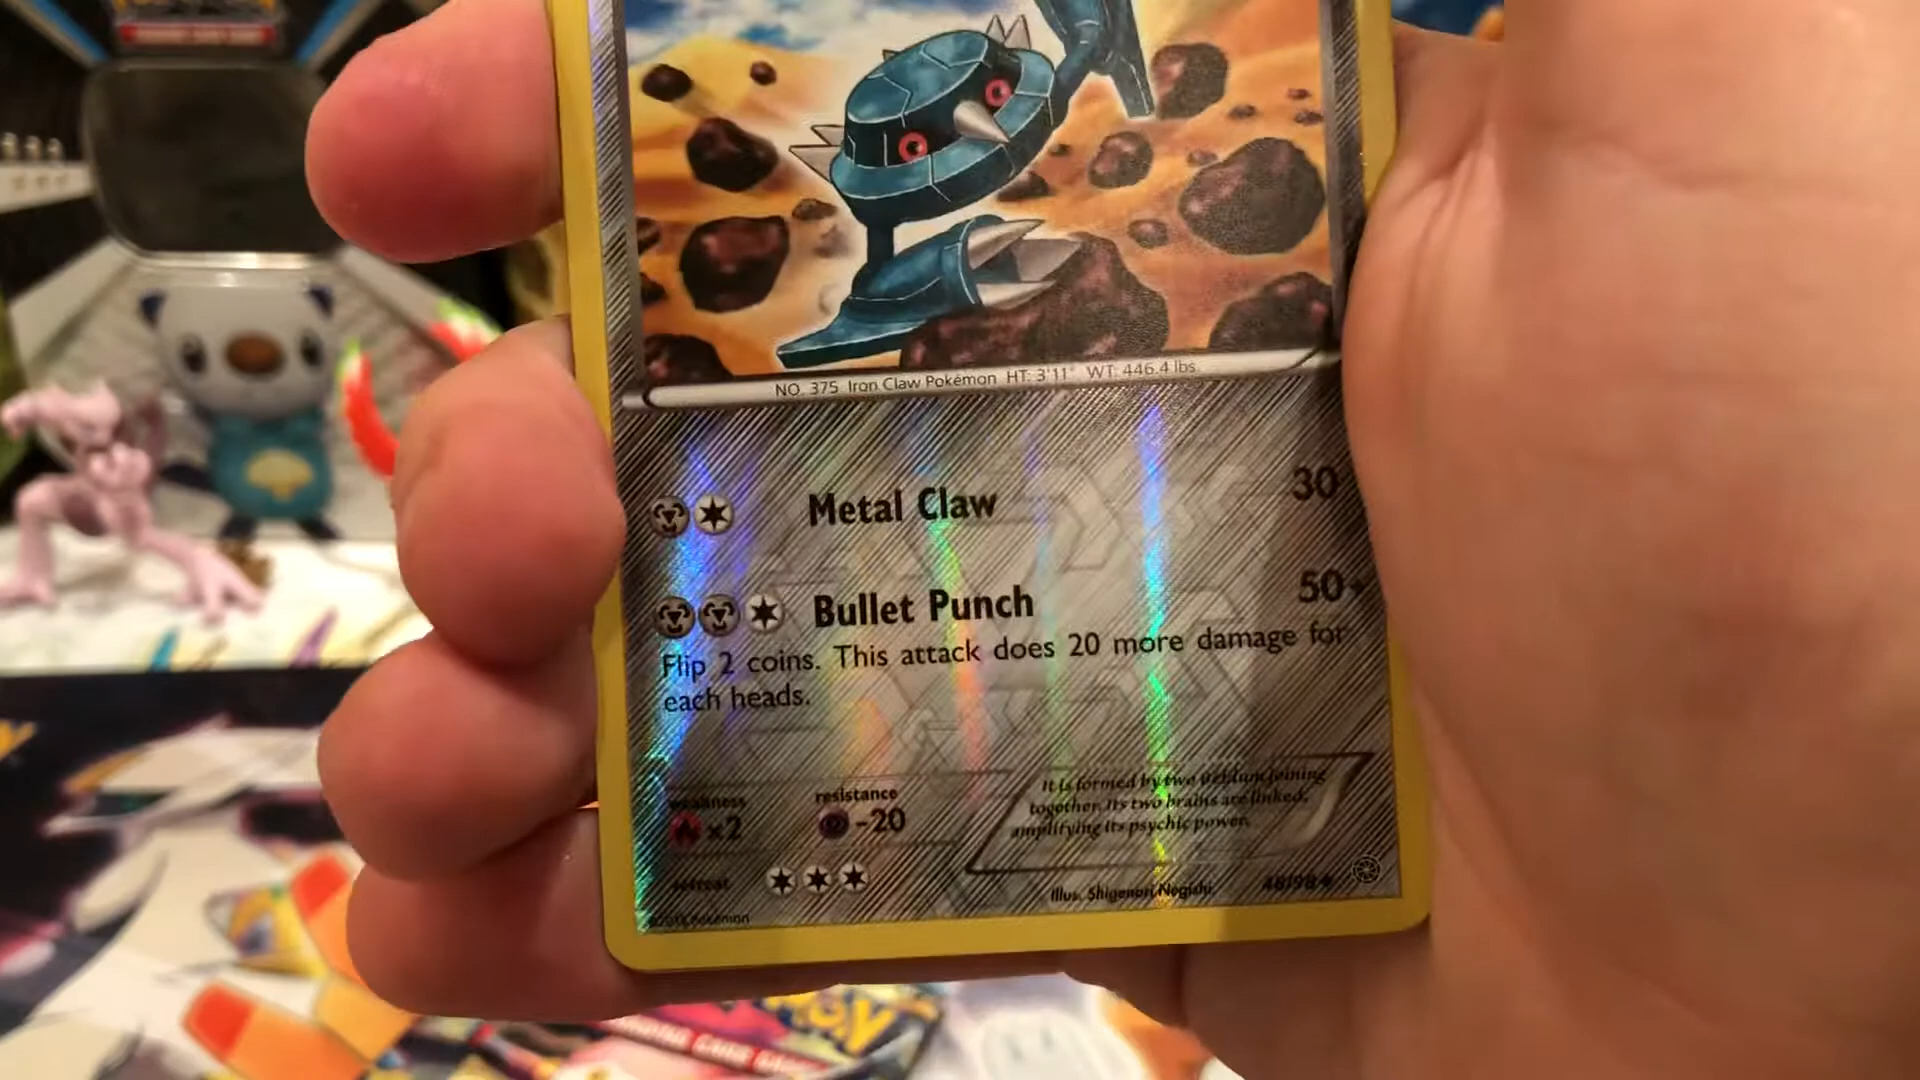 NO. 375 Iron Claw Pokémon HT: 3'11" WT: 446.4 lbs.
Metal Claw 30
Bullet Punch 50+
Flip 2 coins. This attack does 20 more damage for
each heads.
weakness
×2
resistance
-20
It is formed by two Beldum joining
together. Its two brains are linked,
amplifying its psychic power.
retreat
Illus. Shigenori Negishi
48/98
Pokémon